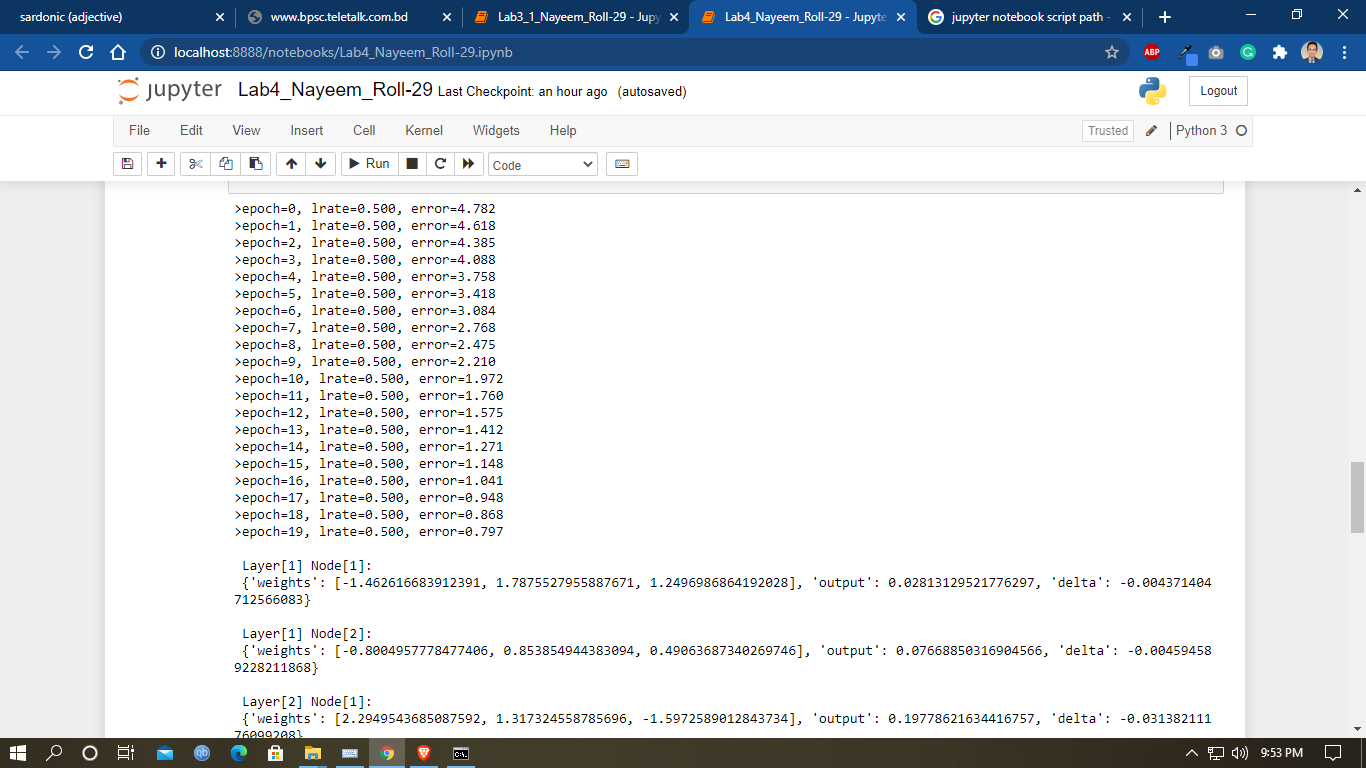 sardonic (adjective)
www.bpsc.teletalk.com.bd
Lab3_1_Nayeem_Roll-29 - Jupy
Lab4_Nayeem_Roll-29 - Jupyte
jupyter notebook script path -
localhost:8888/notebooks/Lab4_Nayeem_Roll-29.ipynb
ABP
jupyter Lab4_Nayeem_Roll-29 Last Checkpoint: an hour ago (autosaved)
Logout
File Edit View Insert Cell Kernel Widgets Help
Trusted Python 3
Run Code
>epoch=0, lrate=0.500, error=4.782
>epoch=1, lrate=0.500, error=4.618
>epoch=2, lrate=0.500, error=4.385
>epoch=3, lrate=0.500, error=4.088
>epoch=4, lrate=0.500, error=3.758
>epoch=5, lrate=0.500, error=3.418
>epoch=6, lrate=0.500, error=3.084
>epoch=7, lrate=0.500, error=2.768
>epoch=8, lrate=0.500, error=2.475
>epoch=9, lrate=0.500, error=2.210
>epoch=10, lrate=0.500, error=1.972
>epoch=11, lrate=0.500, error=1.760
>epoch=12, lrate=0.500, error=1.575
>epoch=13, lrate=0.500, error=1.412
>epoch=14, lrate=0.500, error=1.271
>epoch=15, lrate=0.500, error=1.148
>epoch=16, lrate=0.500, error=1.041
>epoch=17, lrate=0.500, error=0.948
>epoch=18, lrate=0.500, error=0.868
>epoch=19, lrate=0.500, error=0.797
Layer[1] Node[1]:
{'weights': [-1.462616683912391, 1.7875527955887671, 1.2496986864192028], 'output': 0.02813129521776297, 'delta': -0.004371404
712566083}
Layer[1] Node[2]:
{'weights': [-0.8004957778477406, 0.853854944383094, 0.49063687340269746], 'output': 0.07668850316904566, 'delta': -0.00459458
9228211868}
Layer[2] Node[1]:
{'weights': [2.2949543685087592, 1.317324558785696, -1.5972589012843734], 'output': 0.19778621634416757, 'delta': -0.031382111
76099208}
qb
9:53 PM